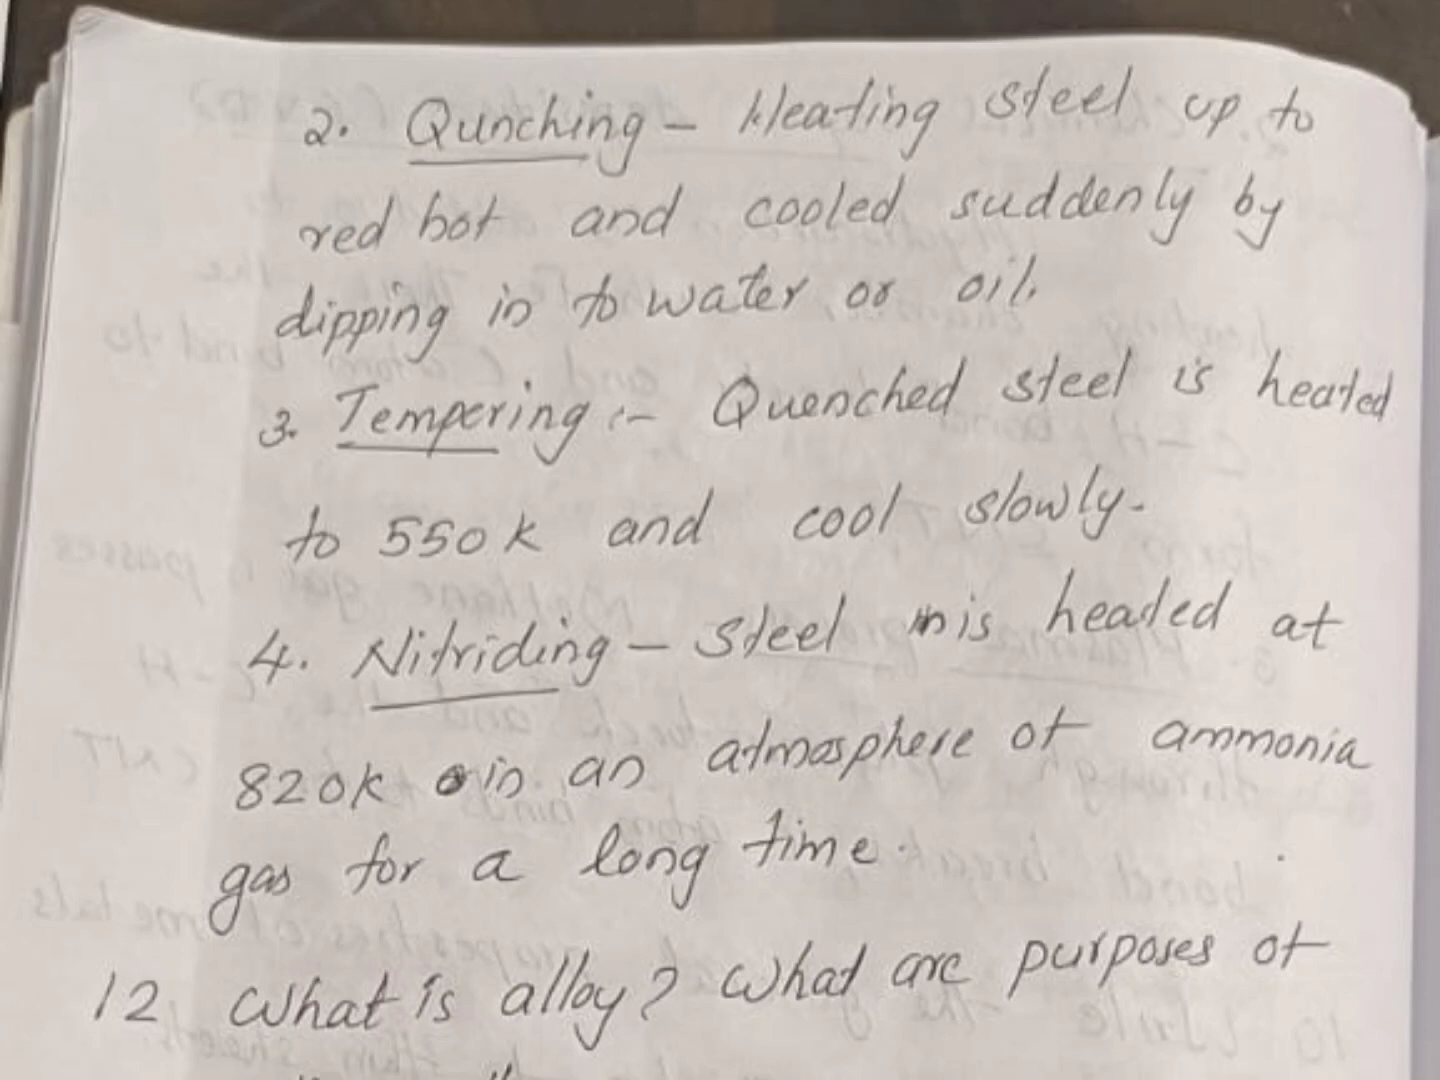 2. Qunching - Heating steel up to
red hot and cooled suddenly by
dipping in to water or oil.
3. Tempering :- Quenched steel is heated
to 550k and cool slowly.
4. Nitriding - Steel is heated at
820k in an atmosphere of ammonia
gas for a long time.
12 What is alloy? What are purposes of